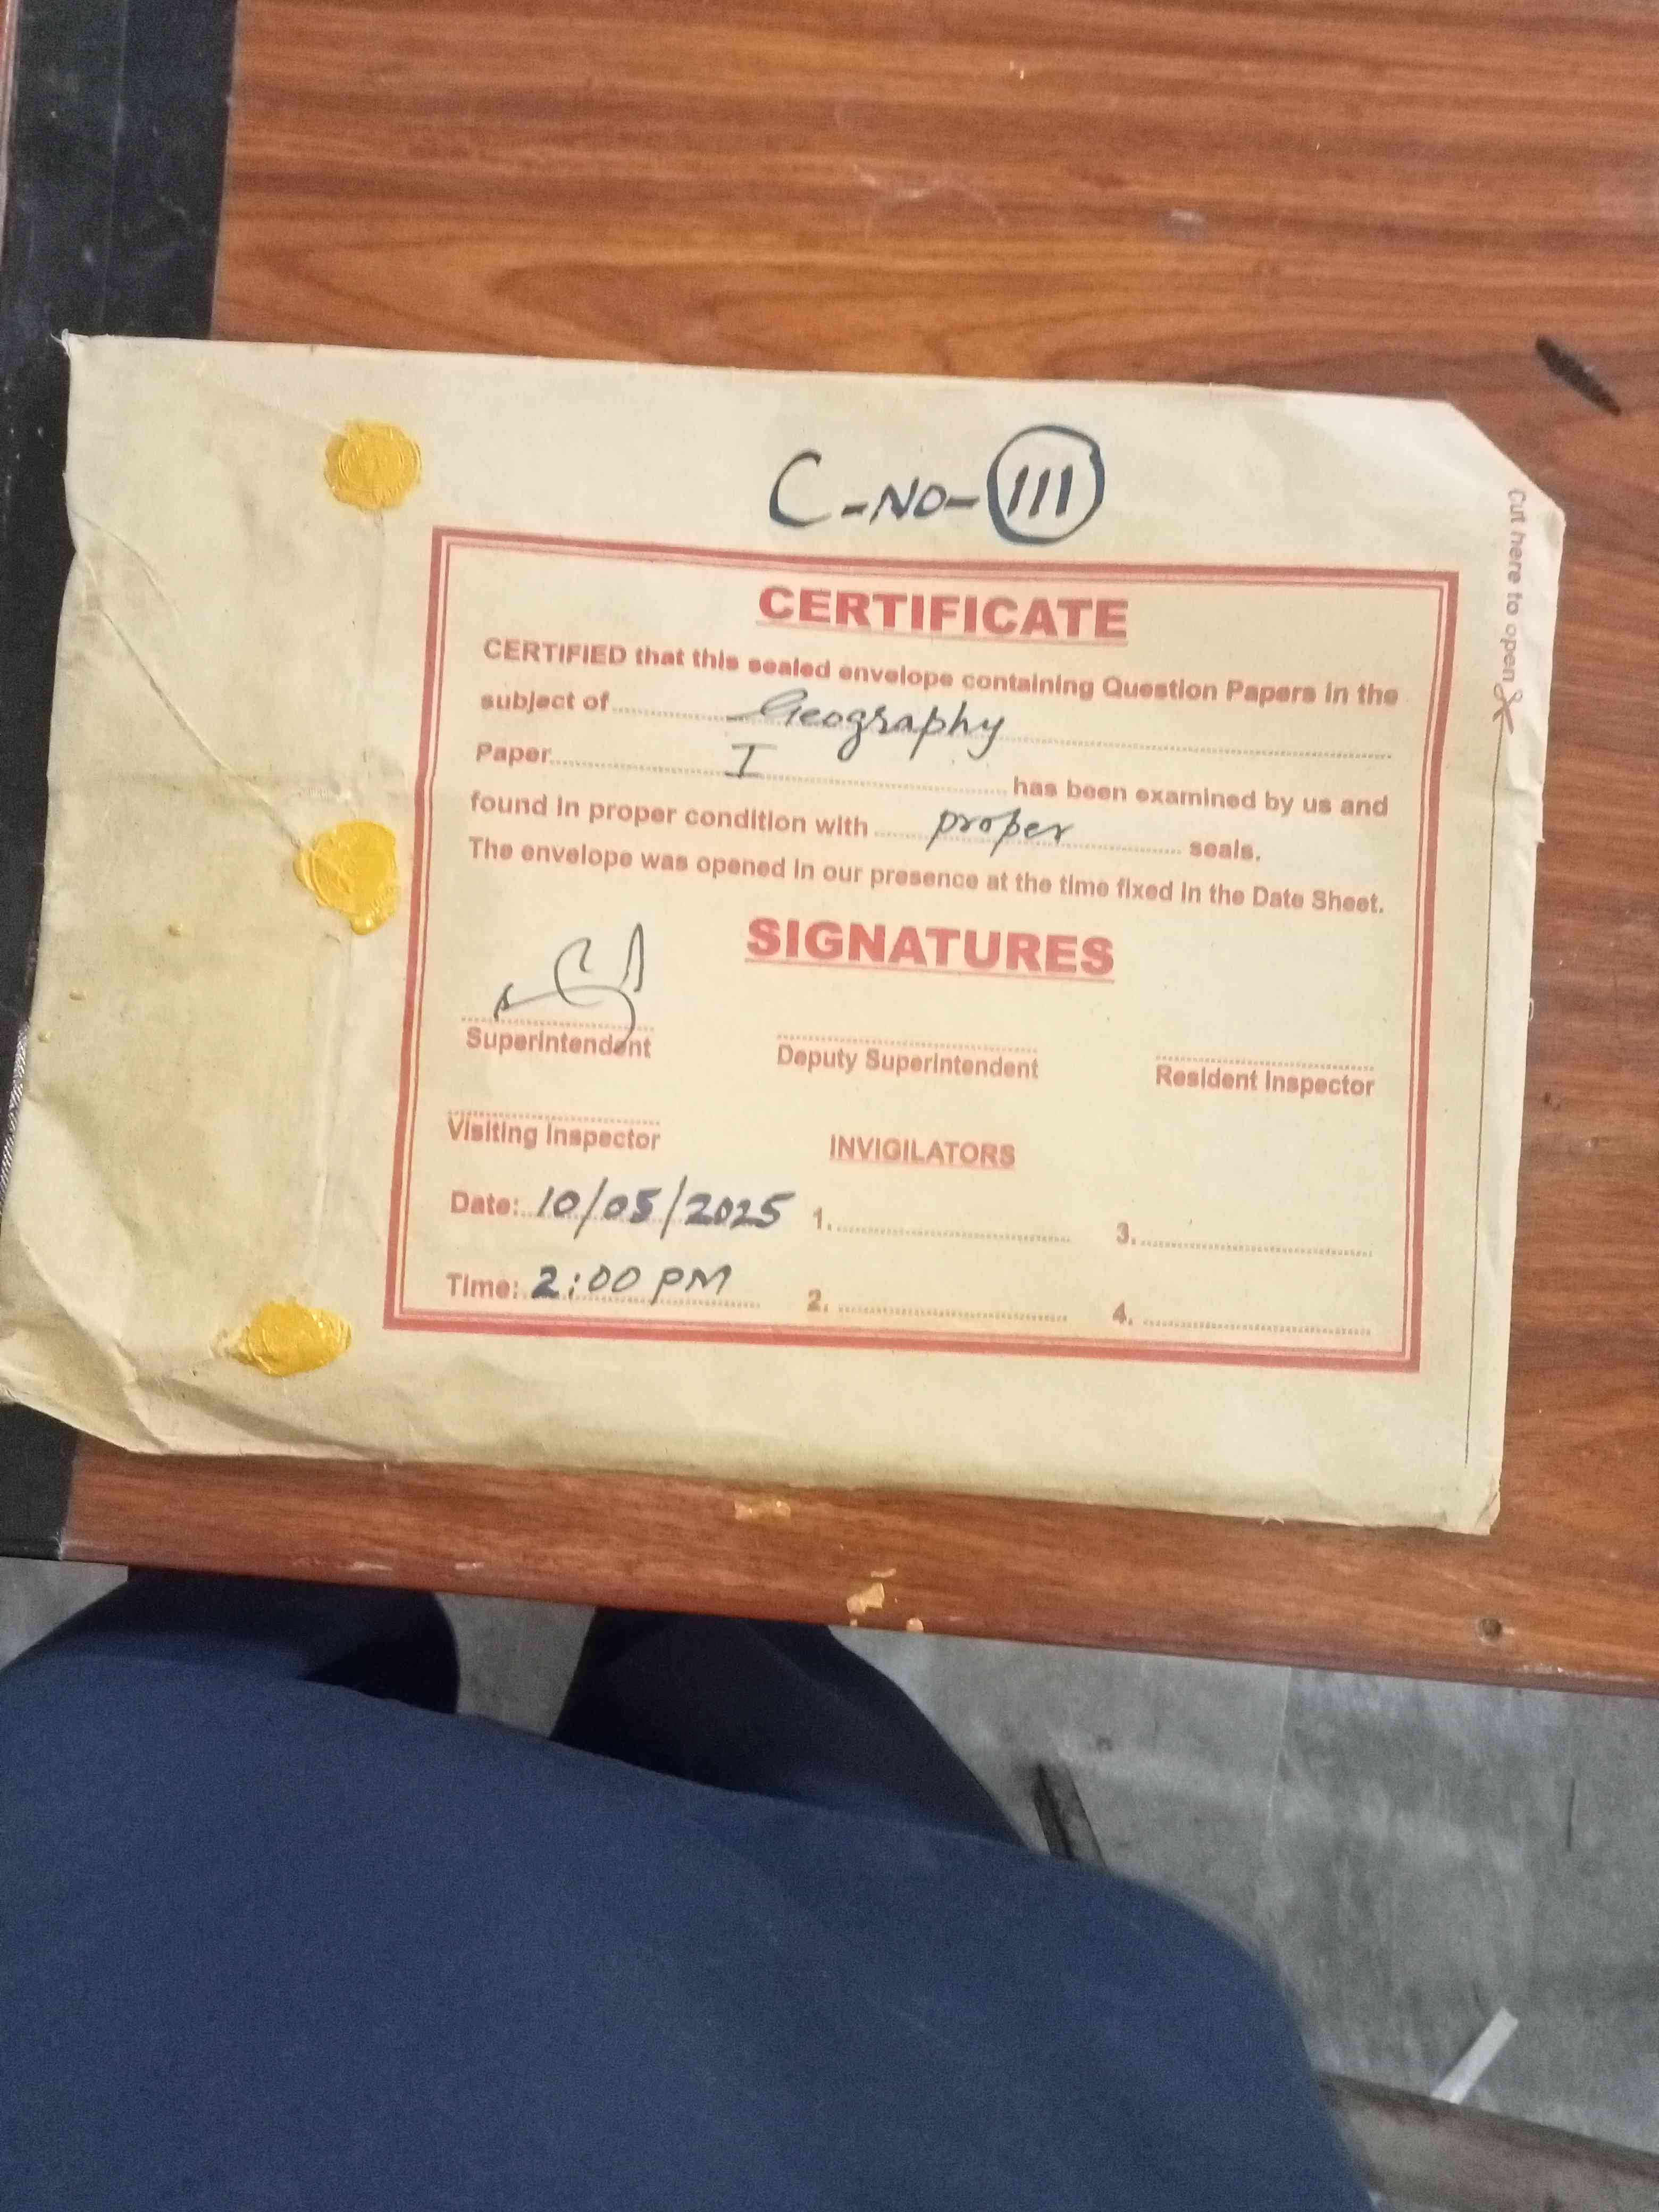 C-NO-111
Cut here to open
CERTIFICATE
CERTIFIED that this sealed envelope containing Question Papers in the
subject of Geography
Paper I has been examined by us and
found in proper condition with proper seals.
The envelope was opened in our presence at the time fixed in the Date Sheet.
SIGNATURES
Superintendent Deputy Superintendent Resident Inspector
Visiting Inspector INVIGILATORS
Date: 10/05/2025 1. 3.
Time: 2:00 PM 2. 4.